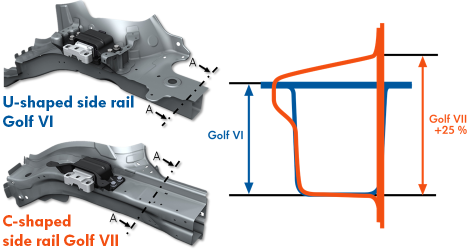 A
A
U-shaped side rail
Golf VI
A
A
C-shaped
side rail Golf VII
Golf VI
Golf VII
+25 %